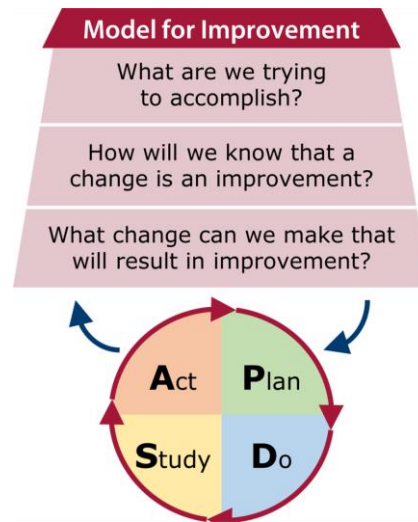 Model for Improvement
What are we trying
to accomplish?
How will we know that a
change is an improvement?
What change can we make that
will result in improvement?
Act Plan
Study Do